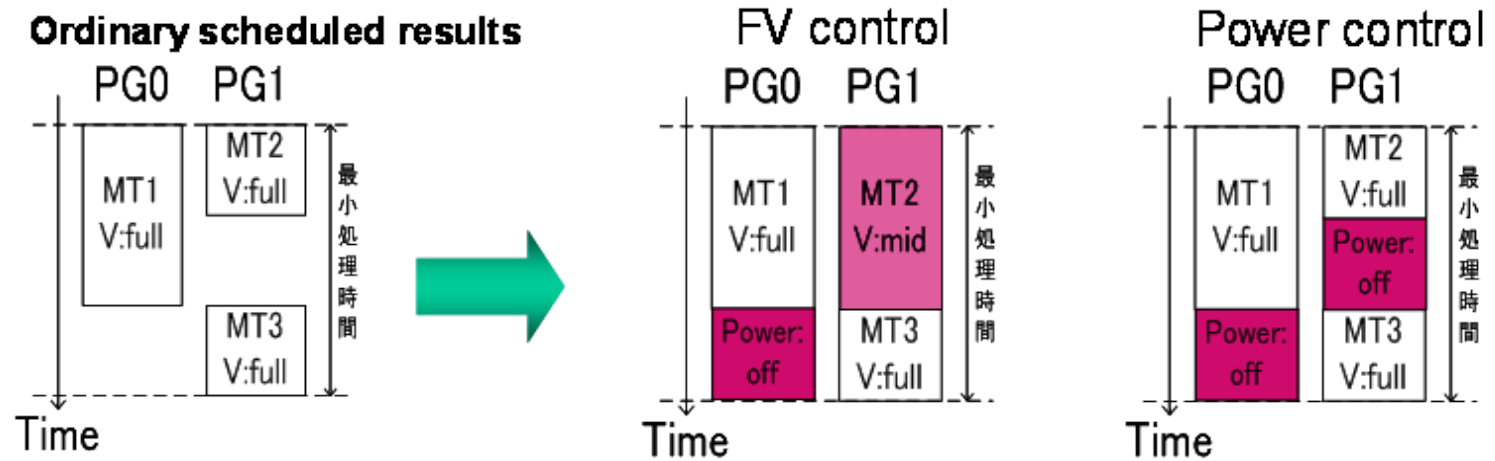 Ordinary scheduled results
PG0 PG1
MT1
V:full
MT2
V:full
MT3
V:full
最小処理時間
Time
FV control
PG0 PG1
MT1
V:full
Power:
off
MT2
V:mid
MT3
V:full
最小処理時間
Time
Power control
PG0 PG1
MT1
V:full
Power:
off
MT2
V:full
Power:
off
MT3
V:full
最小処理時間
Time